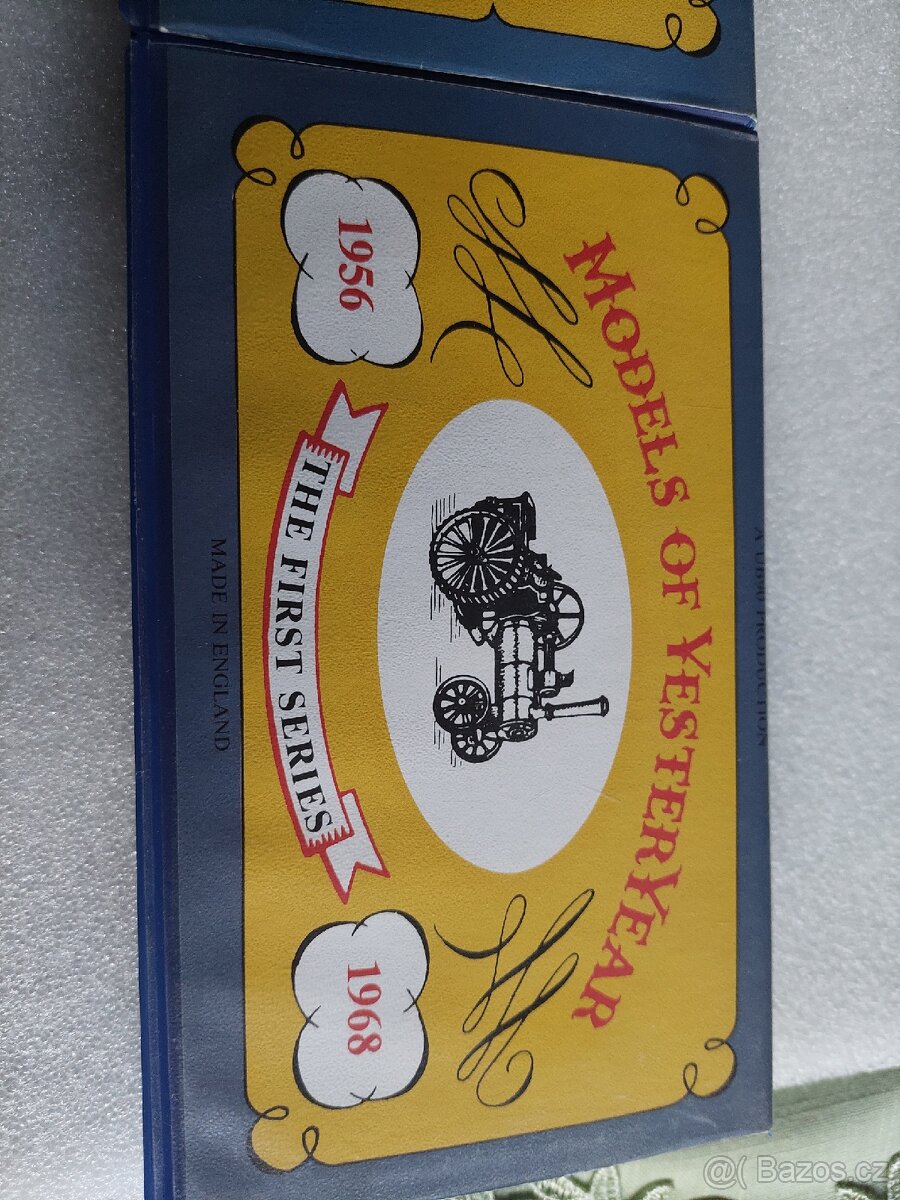 MODELS OF YESTERYEAR
1956
THE FIRST SERIES
1968
MADE IN ENGLAND
@( Bazos.cz